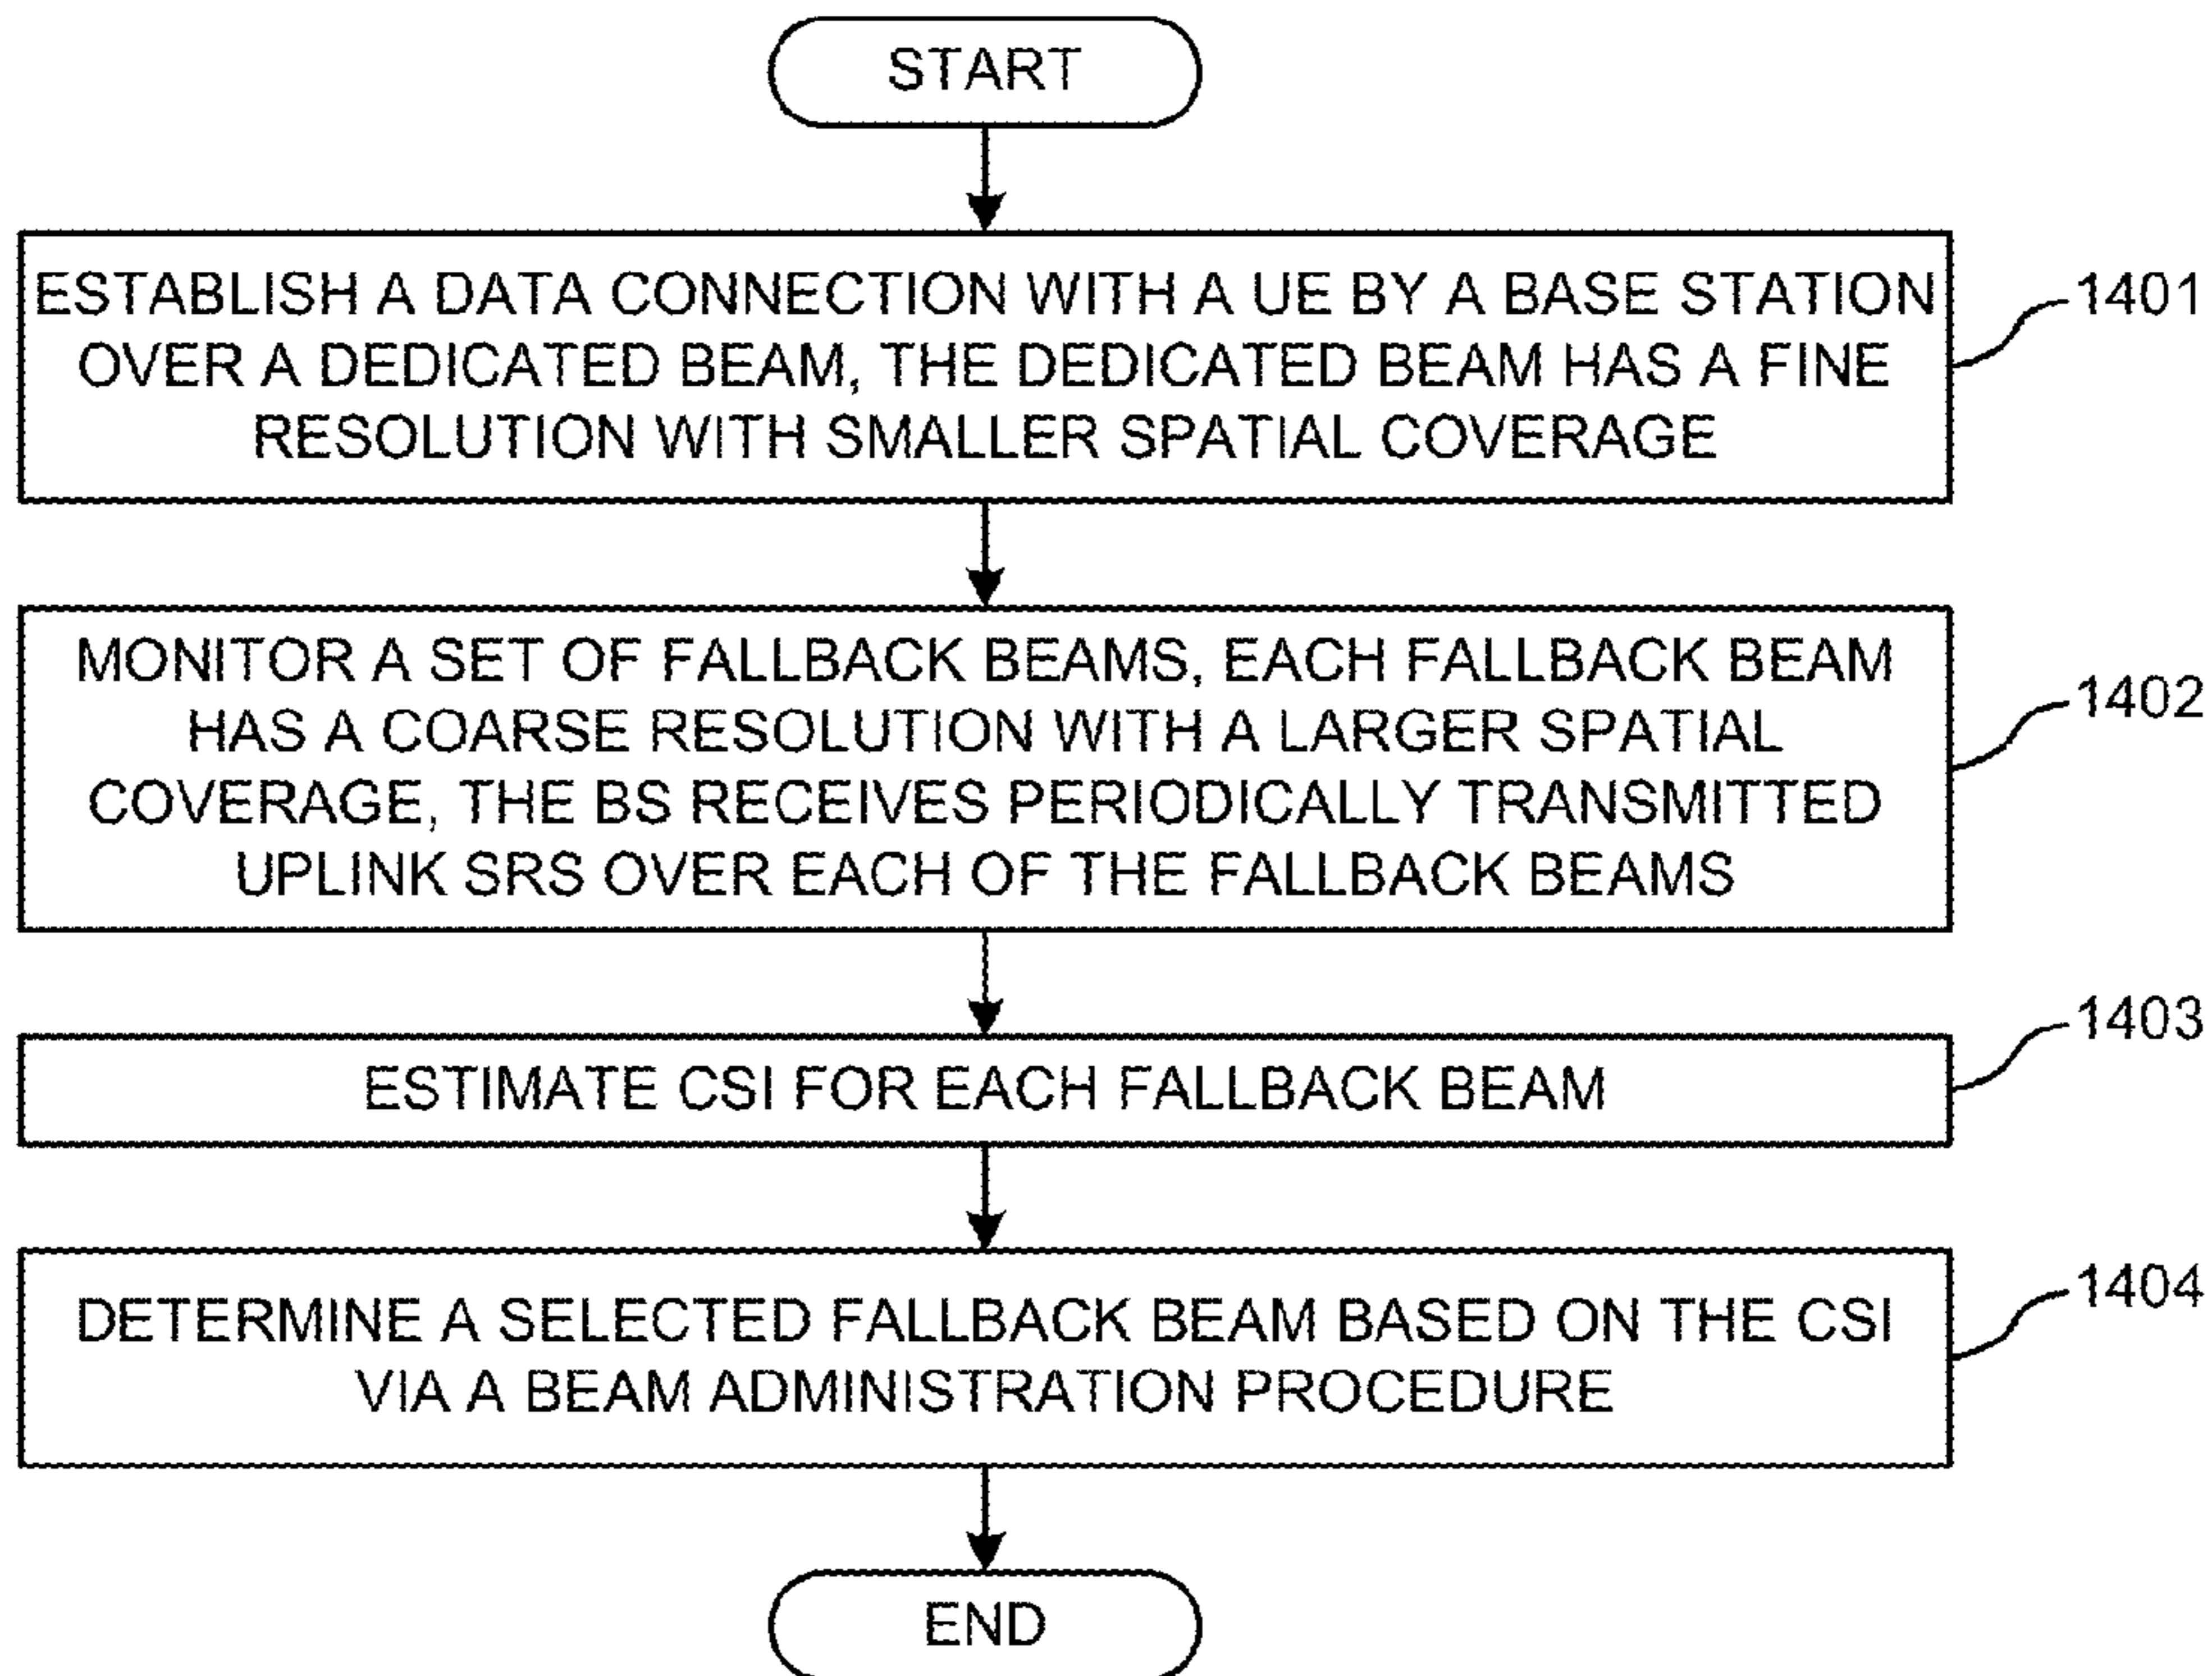 START
ESTABLISH A DATA CONNECTION WITH A UE BY A BASE STATION
OVER A DEDICATED BEAM, THE DEDICATED BEAM HAS A FINE
RESOLUTION WITH SMALLER SPATIAL COVERAGE
1401
MONITOR A SET OF FALLBACK BEAMS, EACH FALLBACK BEAM
HAS A COARSE RESOLUTION WITH A LARGER SPATIAL
COVERAGE, THE BS RECEIVES PERIODICALLY TRANSMITTED
UPLINK SRS OVER EACH OF THE FALLBACK BEAMS
1402
ESTIMATE CSI FOR EACH FALLBACK BEAM
1403
DETERMINE A SELECTED FALLBACK BEAM BASED ON THE CSI
VIA A BEAM ADMINISTRATION PROCEDURE
1404
END